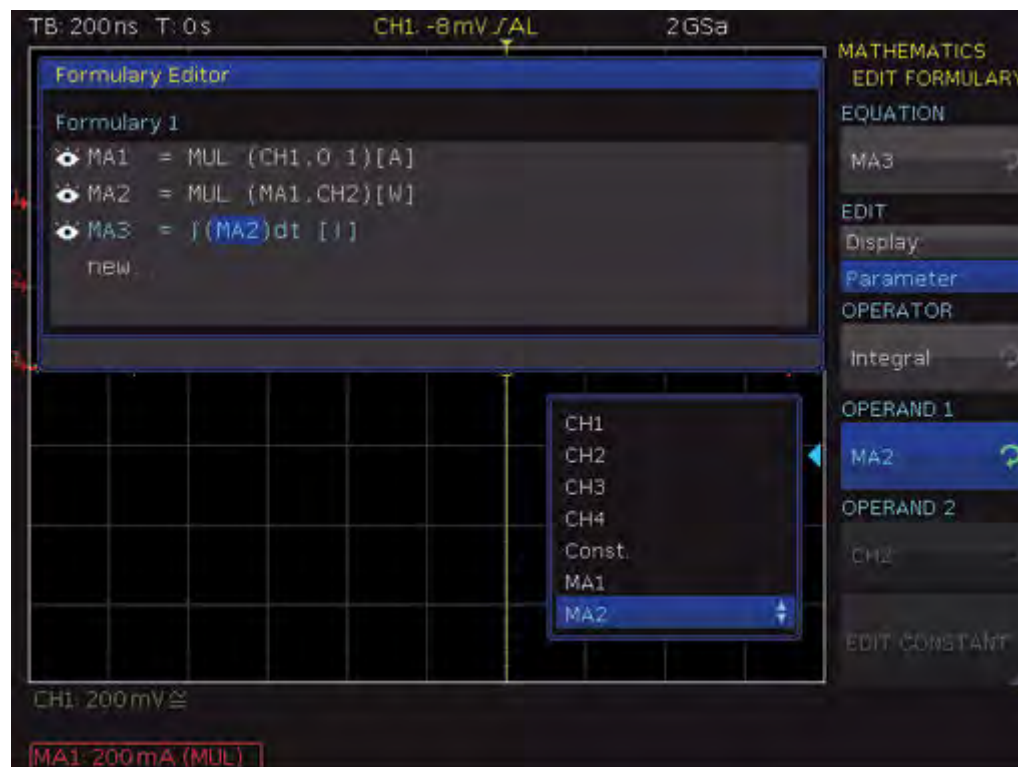 TB: 200ns T: 0s CH1: -8mV AL 2GSa
MATHEMATICS
EDIT FORMULARY
Formulary Editor
Formulary 1
MA1 = MUL (CH1.0 1)[A]
MA2 = MUL (MA1.CH2)[W]
MA3 = ∫(MA2)dt [J]
new
EQUATION
MA3
EDIT
Display
Parameter
OPERATOR
Integral
OPERAND 1
MA2
OPERAND 2
CH2
EDIT CONSTANT
CH1
CH2
CH3
CH4
Const.
MA1
MA2
CH1: 200mV≅
MA1: 200mA (MUL)